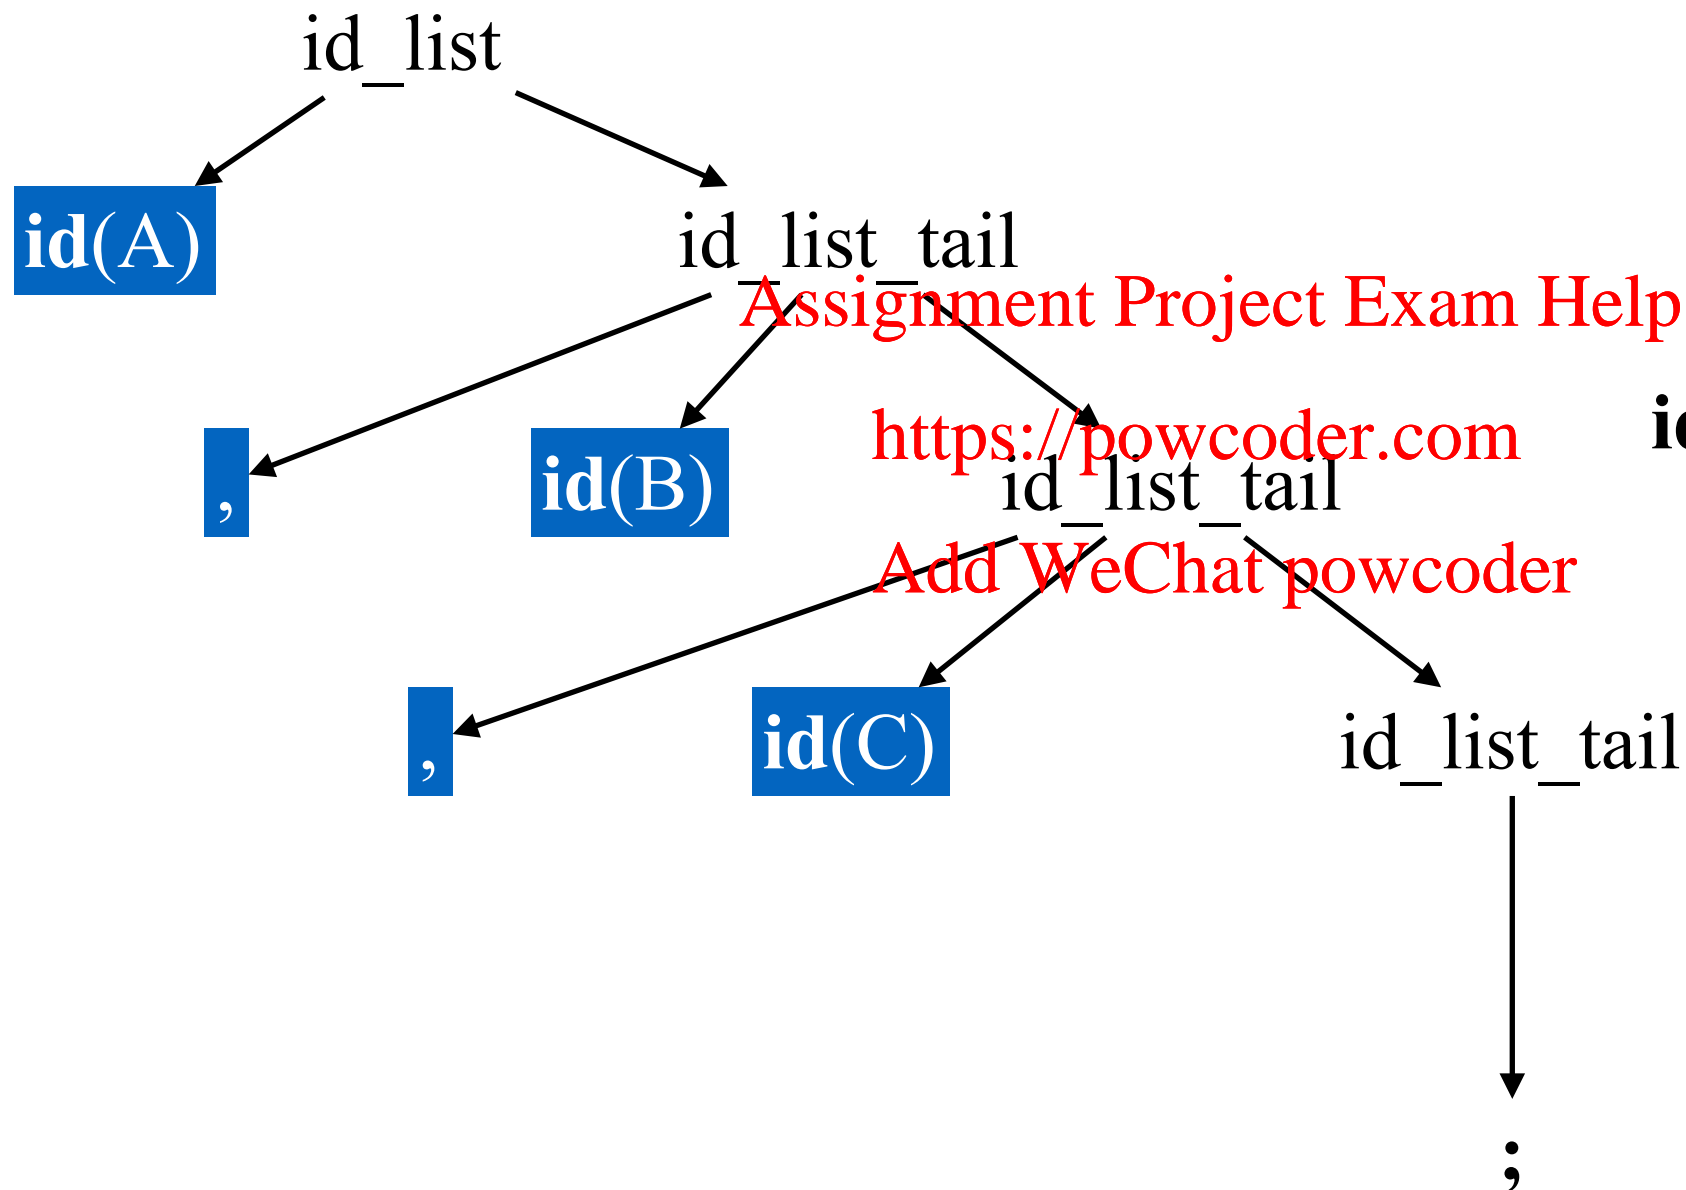 id_list
id(A)
id_list_tail
Assignment Project Exam Help
, id(B)
https://powcoder.com
id_list_tail
Add WeChat powcoder
, id(C)
id_list_tail
;